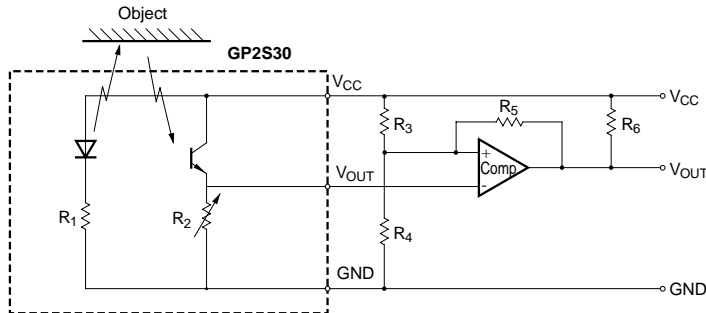 Object
GP2S30
VCC
VCC
R3
R5
R6
+
Comp.
-
VOUT
VOUT
R1
R2
R4
GND
GND